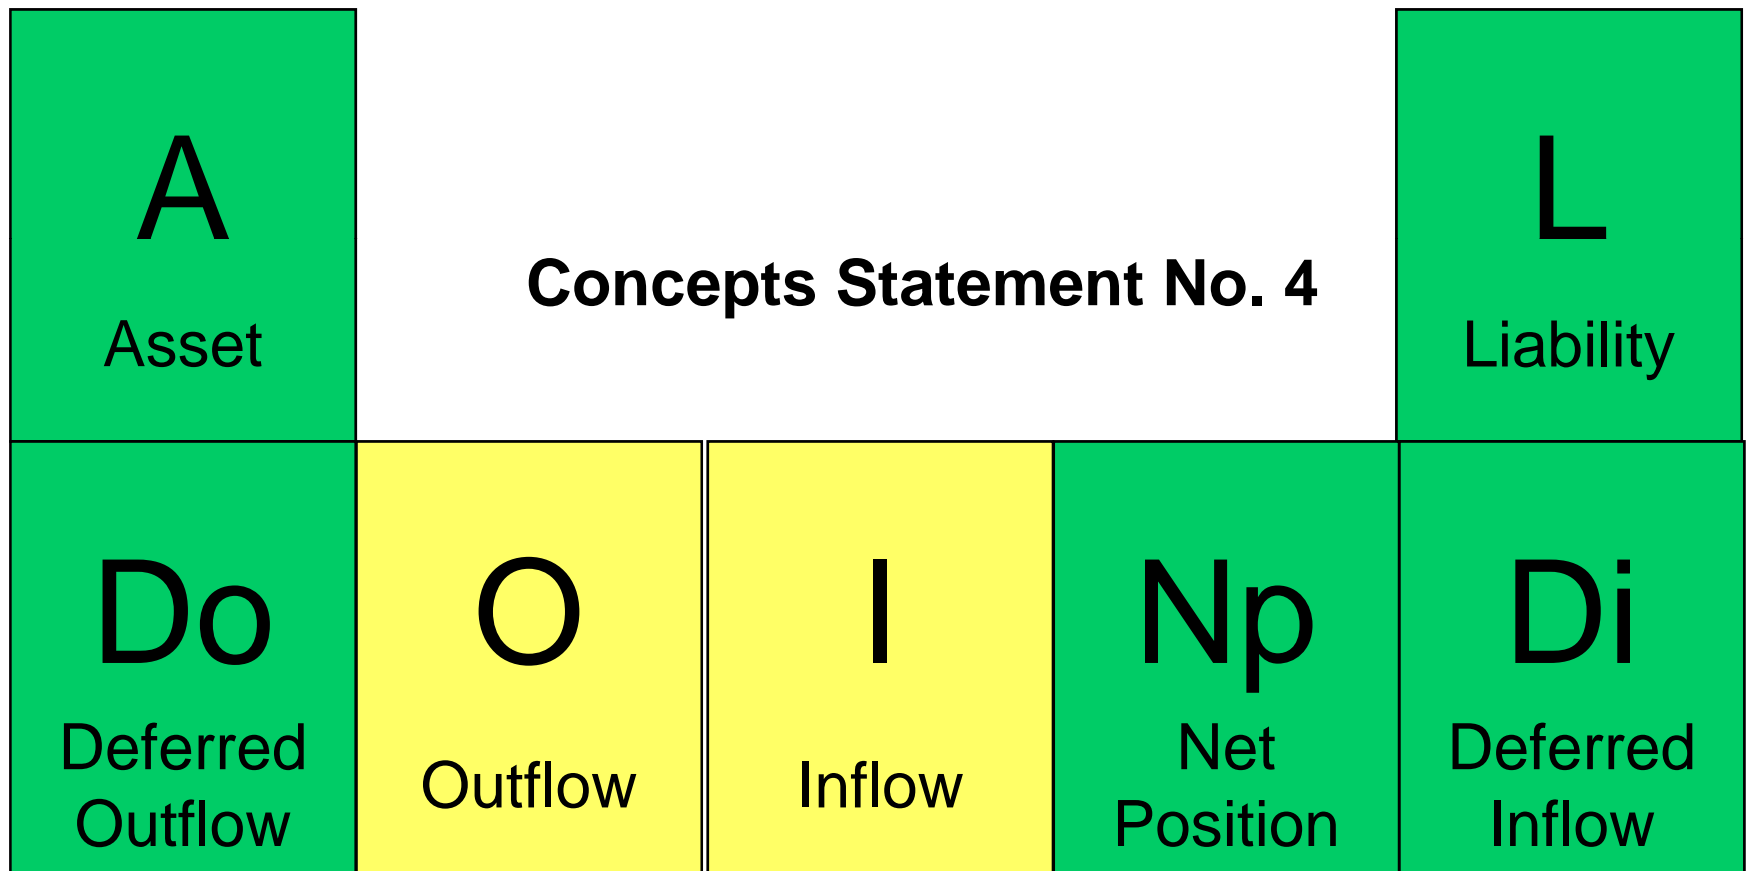 A
Asset
Concepts Statement No. 4
L
Liability
Do
Deferred
Outflow
O
Outflow
I
Inflow
Np
Net
Position
Di
Deferred
Inflow